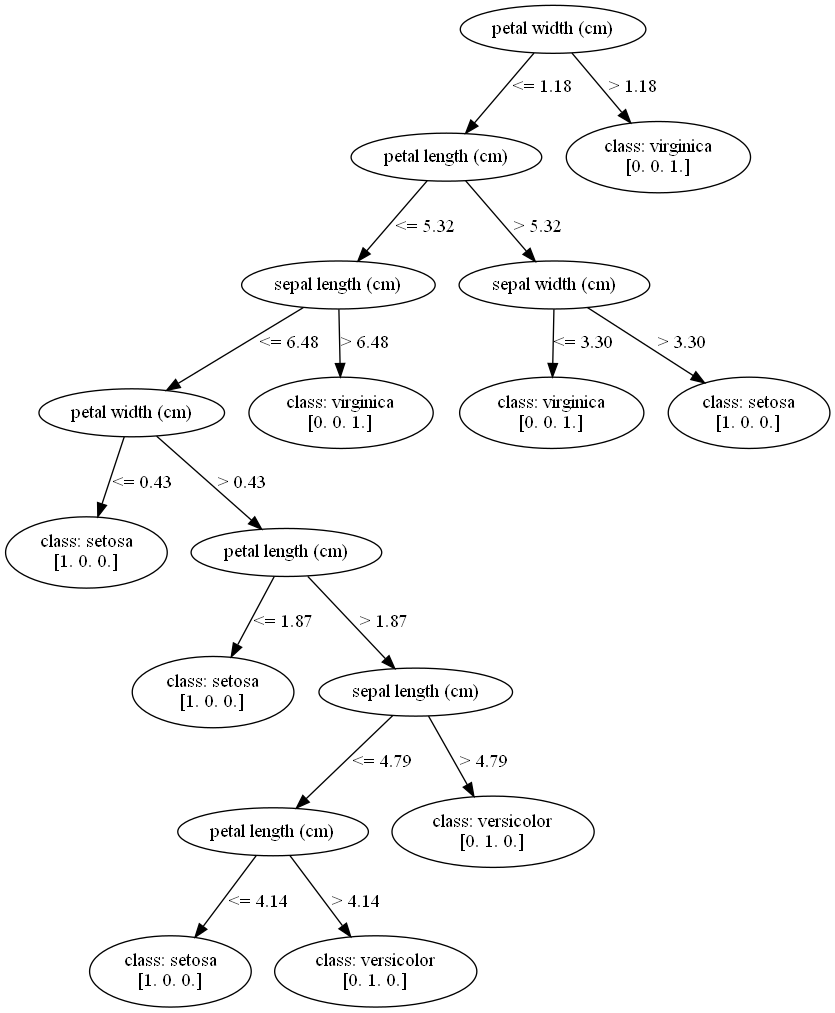 petal width (cm)
<= 1.18
> 1.18
petal length (cm)
class: virginica
[0. 0. 1.]
<= 5.32
> 5.32
sepal length (cm)
sepal width (cm)
<= 6.48
> 6.48
<= 3.30
> 3.30
petal width (cm)
class: virginica
[0. 0. 1.]
class: virginica
[0. 0. 1.]
class: setosa
[1. 0. 0.]
<= 0.43
> 0.43
class: setosa
[1. 0. 0.]
petal length (cm)
<= 1.87
> 1.87
class: setosa
[1. 0. 0.]
sepal length (cm)
<= 4.79
> 4.79
petal length (cm)
class: versicolor
[0. 1. 0.]
<= 4.14
> 4.14
class: setosa
[1. 0. 0.]
class: versicolor
[0. 1. 0.]